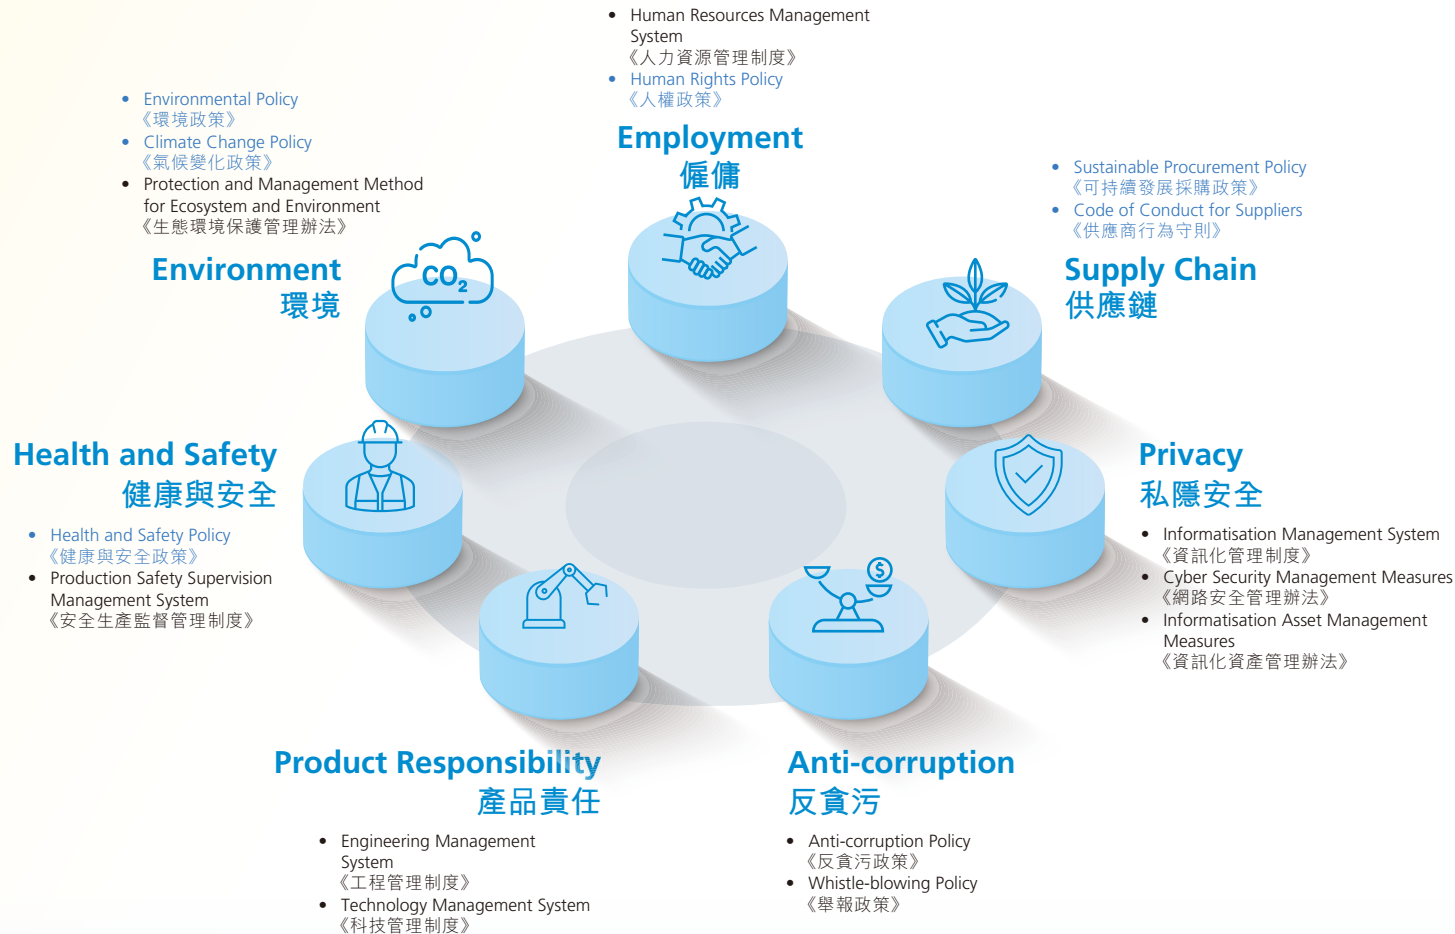 • Human Resources Management
System
《人力資源管理制度》
• Human Rights Policy
《人權政策》
Employment
僱傭
• Environmental Policy
《環境政策》
• Climate Change Policy
《氣候變化政策》
• Protection and Management Method
for Ecosystem and Environment
《生態環境保護管理辦法》
Environment
環境
CO2
• Sustainable Procurement Policy
《可持續發展採購政策》
• Code of Conduct for Suppliers
《供應商行為守則》
Supply Chain
供應鏈
Health and Safety
健康與安全
• Health and Safety Policy
《健康與安全政策》
• Production Safety Supervision
Management System
《安全生產監督管理制度》
Privacy
私隱安全
• Informatisation Management System
《資訊化管理制度》
• Cyber Security Management Measures
《網路安全管理辦法》
• Informatisation Asset Management
Measures
《資訊化資產管理辦法》
$
Product Responsibility
產品責任
• Engineering Management
System
《工程管理制度》
• Technology Management System
《科技管理制度》
Anti-corruption
反貪污
• Anti-corruption Policy
《反貪污政策》
• Whistle-blowing Policy
《舉報政策》